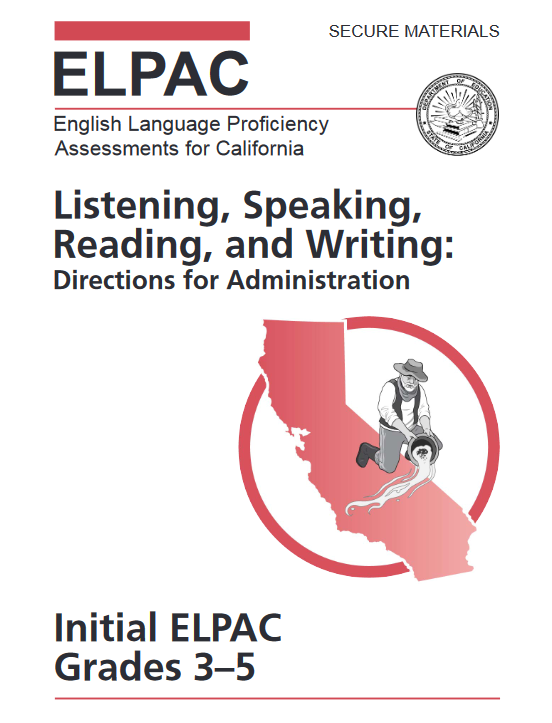 SECURE MATERIALS
ELPAC
DEPARTMENT OF EDUCATION
STATE OF CALIFORNIA
English Language Proficiency
Assessments for California
Listening, Speaking,
Reading, and Writing:
Directions for Administration
Initial ELPAC
Grades 3–5